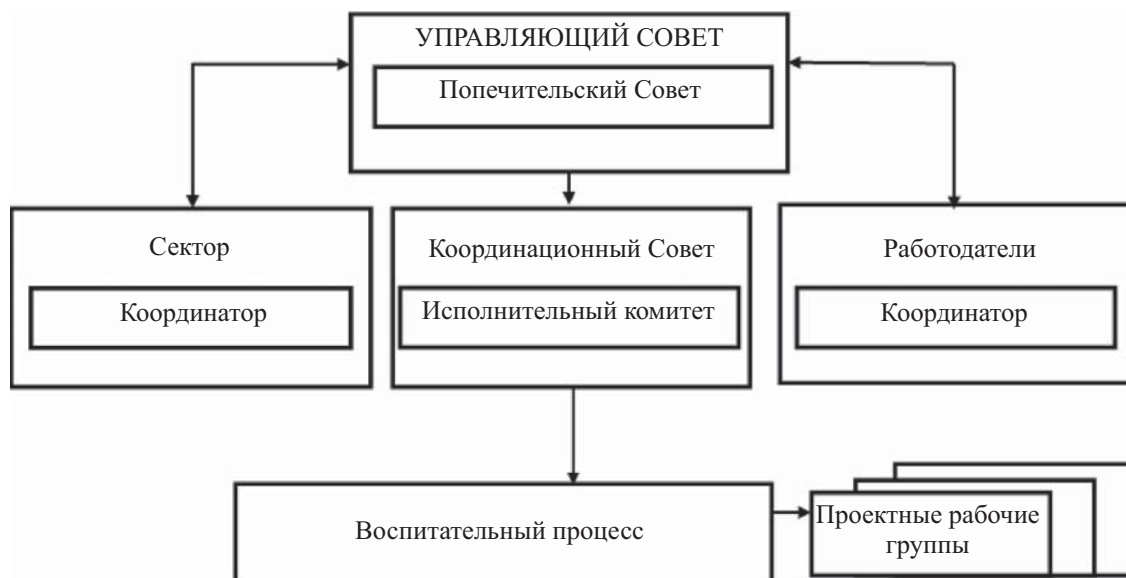 УПРАВЛЯЮЩИЙ СОВЕТ
Попечительский Совет
Сектор
Координатор
Координационный Совет
Исполнительный комитет
Работодатели
Координатор
Воспитательный процесс
Проектные рабочие
группы